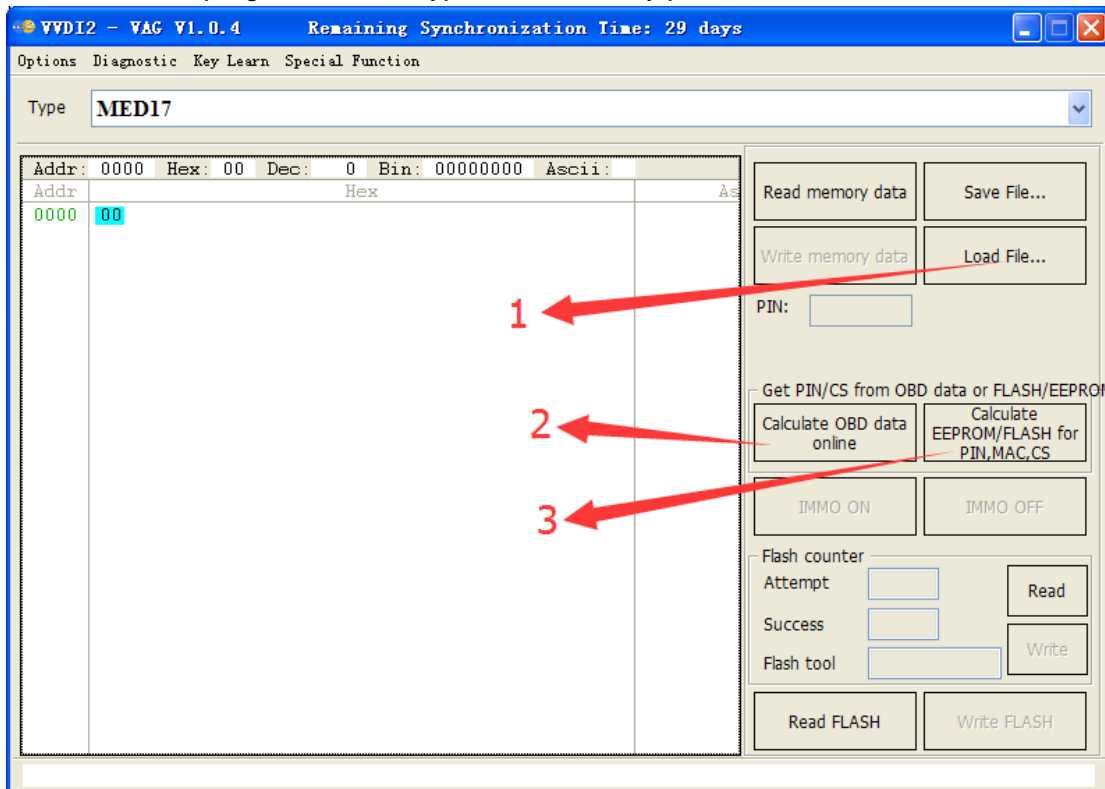 VVDI2 - VAG V1.0.4 Remaining Synchronization Time: 29 days
Options Diagnostic Key Learn Special Function
Type MED17
Addr: 0000 Hex: 00 Dec: 0 Bin: 00000000 Ascii:
Addr Hex As
0000 00
Read memory data Save File...
Write memory data Load File...
1
PIN:
Get PIN/CS from OBD data or FLASH/EEPROM
2
Calculate OBD data
online
Calculate
EEPROM/FLASH for
PIN,MAC,CS
3
IMMO ON IMMO OFF
Flash counter
Attempt
Read
Success
Write
Flash tool
Read FLASH Write FLASH